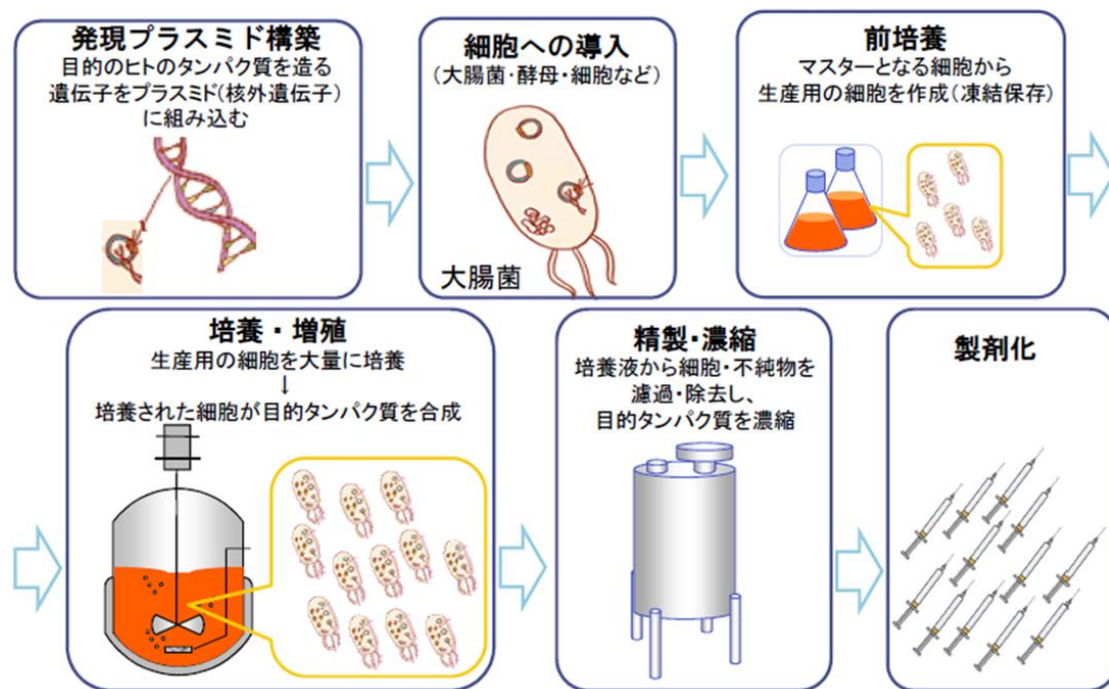 発現プラスミド構築
目的のヒトのタンパク質を造る
遺伝子をプラスミド(核外遺伝子)
に組み込む
細胞への導入
(大腸菌・酵母・細胞など)
大腸菌
前培養
マスターとなる細胞から
生産用の細胞を作成(凍結保存)
培養・増殖
生産用の細胞を大量に培養
↓
培養された細胞が目的タンパク質を合成
精製・濃縮
培養液から細胞・不純物を
濾過・除去し、
目的タンパク質を濃縮
製剤化